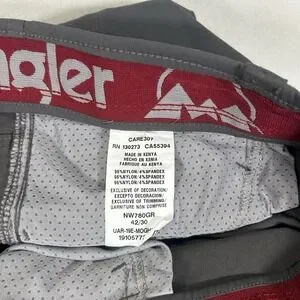 ngler
CARE307
RN 130273 CA55394
MADE IN KENYA
HECHO EN KENIA
FABRIQUE AU KENYA
96%NYLON/4%SPANDEX
96%NYLON/4%SPANDEX
96%NYLON/4%SPANDEX
EXCLUSIVE OF DECORATION/
EXCEPTO DECORACION/
EXCLUSIVE OF TRIMMING/
GARNITURE NON COMPRISE
NW780GR
42/30